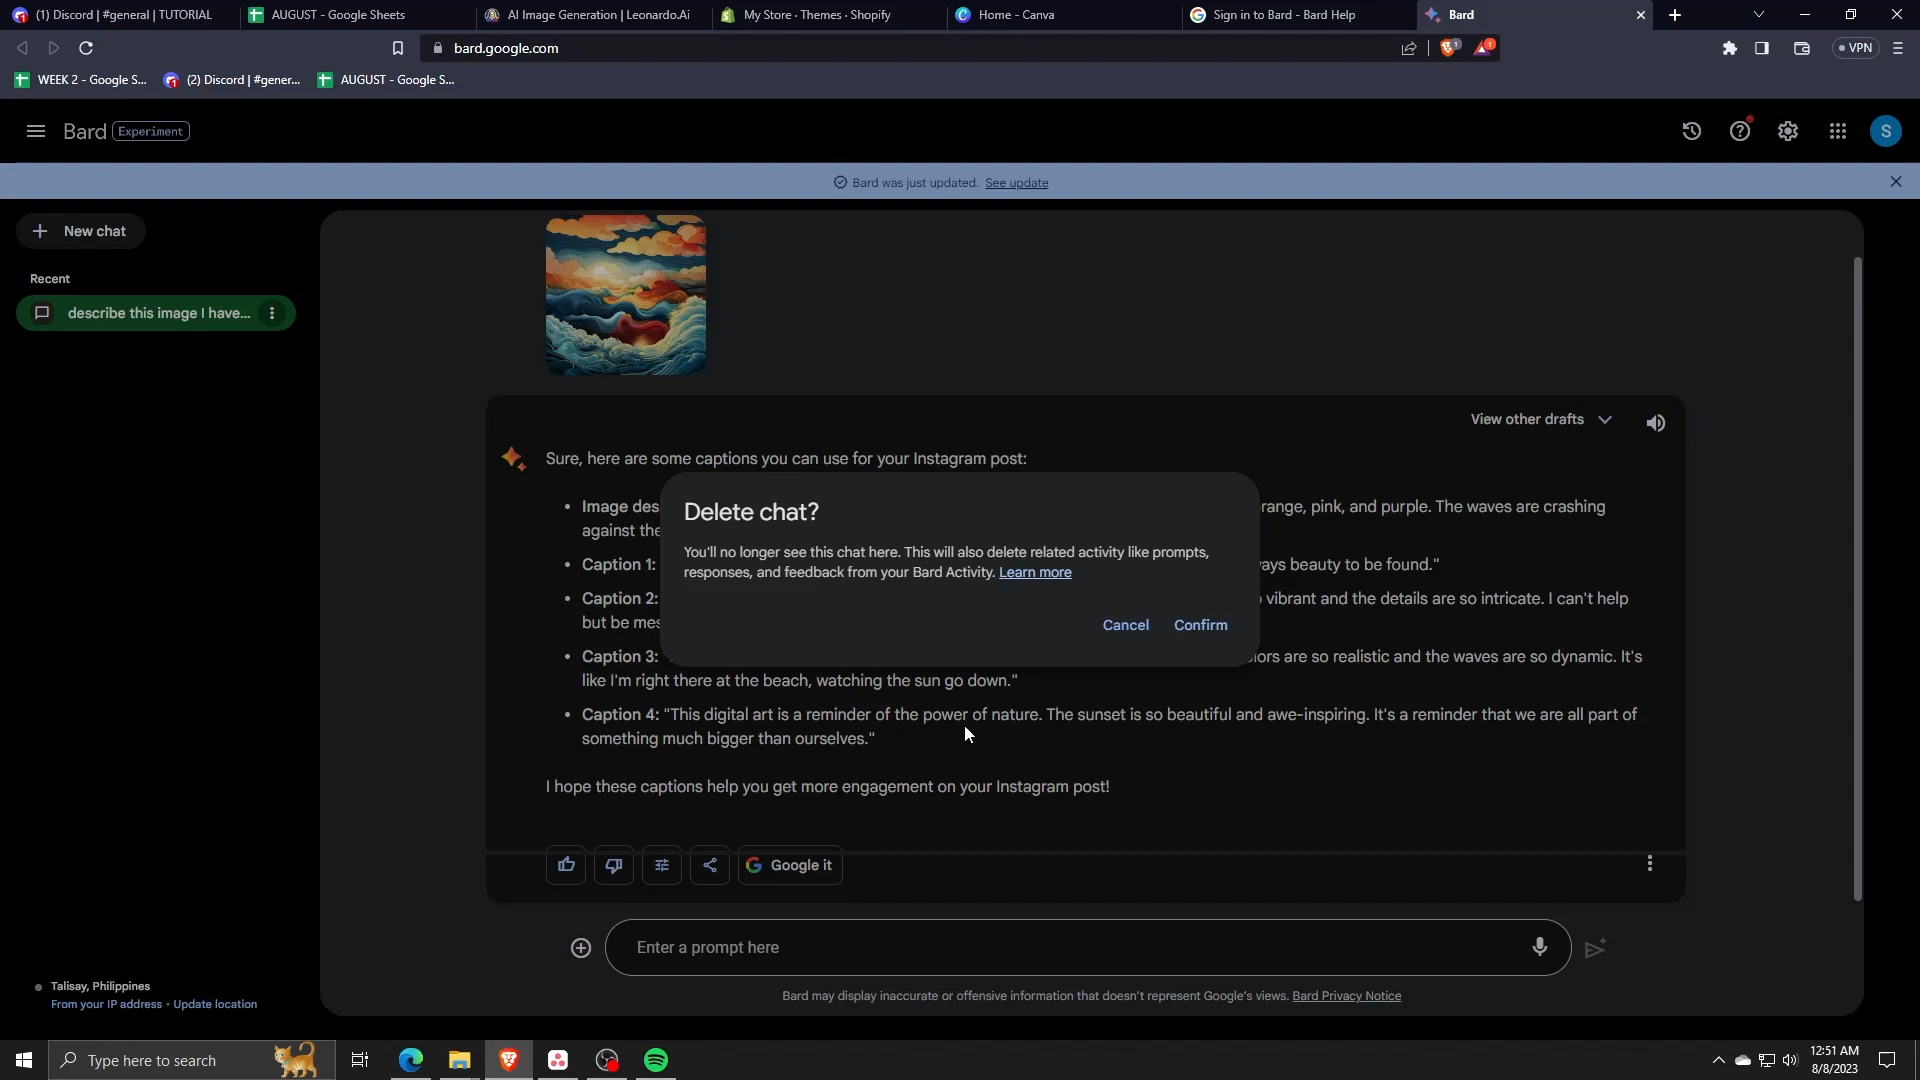 (1) Discord | #general | TUTORIAL
AUGUST - Google Sheets
AI Image Generation | Leonardo.Ai
My Store · Themes · Shopify
Home - Canva
Sign in to Bard - Bard Help
Bard
bard.google.com
1
1
VPN
WEEK 2 - Google S...
(2) Discord | #gener...
AUGUST - Google S...
Bard
Experiment
S
Bard was just updated. See update
New chat
Recent
describe this image I have...
View other drafts
Sure, here are some captions you can use for your Instagram post:
• Image des
range, pink, and purple. The waves are crashing
against the
Delete chat?
You'll no longer see this chat here. This will also delete related activity like prompts,
responses, and feedback from your Bard Activity. Learn more
Cancel
Confirm
• Caption 1:
ays beauty to be found."
• Caption 2:
vibrant and the details are so intricate. I can't help
but be mes
• Caption 3:
lors are so realistic and the waves are so dynamic. It's
like I'm right there at the beach, watching the sun go down."
• Caption 4: "This digital art is a reminder of the power of nature. The sunset is so beautiful and awe-inspiring. It's a reminder that we are all part of
something much bigger than ourselves."
I hope these captions help you get more engagement on your Instagram post!
Google it
Enter a prompt here
Bard may display inaccurate or offensive information that doesn't represent Google's views. Bard Privacy Notice
Talisay, Philippines
From your IP address • Update location
Type here to search
12:51 AM
8/8/2023